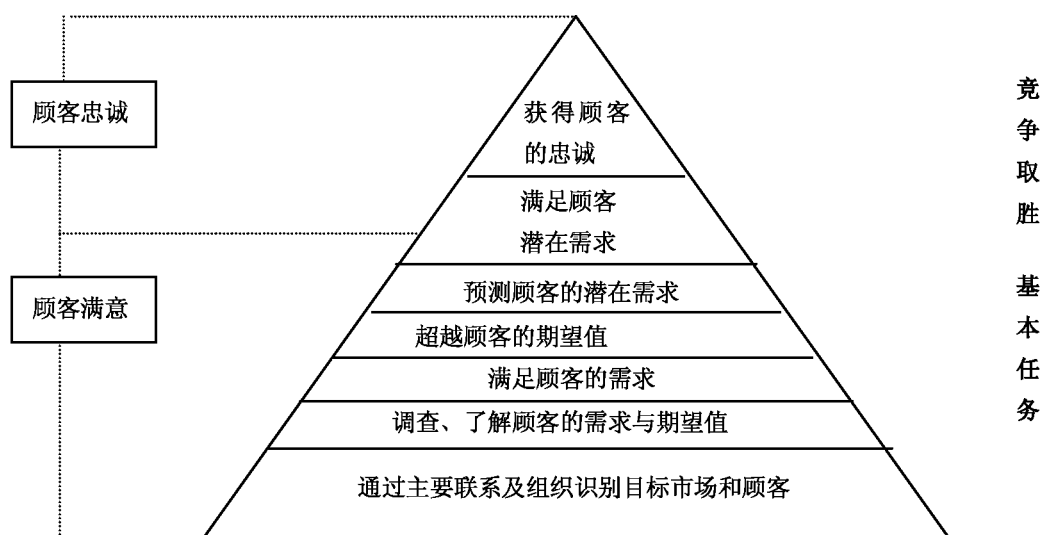 顾客忠诚
获得顾客
的忠诚
满足顾客
潜在需求
顾客满意
预测顾客的潜在需求
超越顾客的期望值
满足顾客的需求
调查、了解顾客的需求与期望值
通过主要联系及组织识别目标市场和顾客
竞争取胜
基本任务